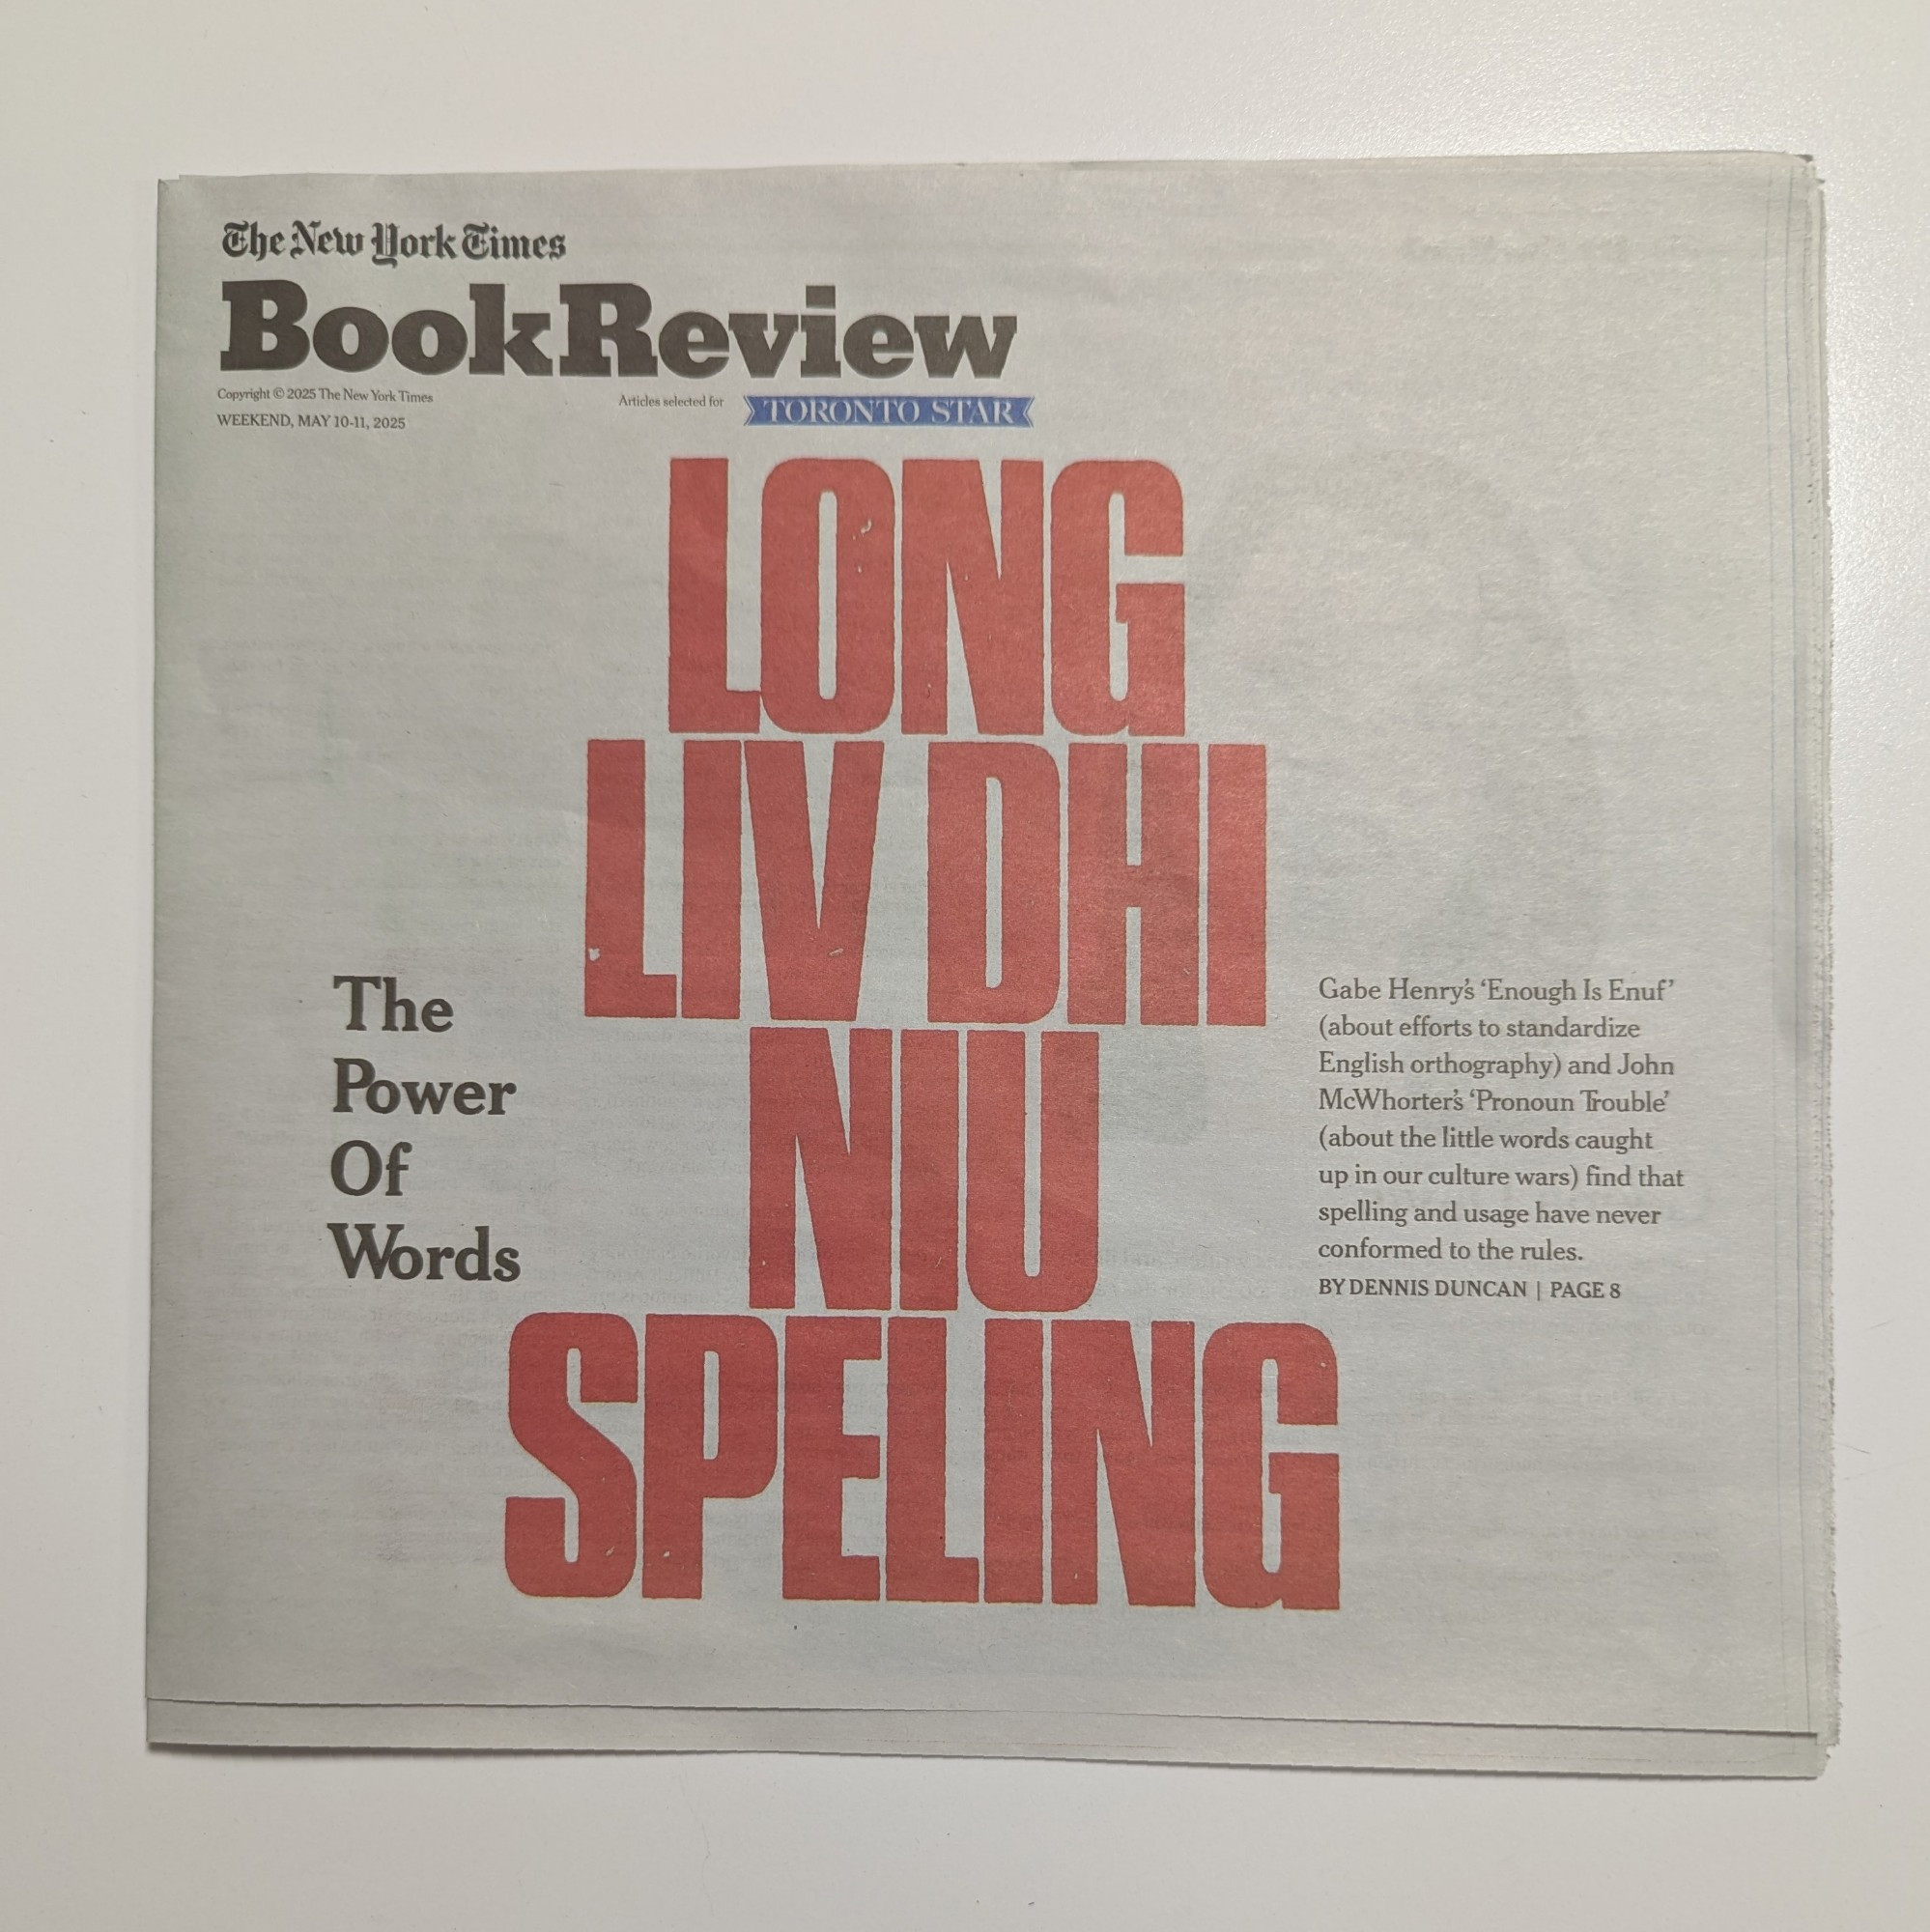 The New York Times
BookReview
Copyright © 2025 The New York Times
WEEKEND, MAY 10-11, 2025
Articles selected for
TORONTO STAR
LONG
LIV DHI
NIU
SPELING
The
Power
Of
Words
Gabe Henry's ‘Enough Is Enuf’
(about efforts to standardize
English orthography) and John
McWhorter's ‘Pronoun Trouble’
(about the little words caught
up in our culture wars) find that
spelling and usage have never
conformed to the rules.
BY DENNIS DUNCAN | PAGE 8